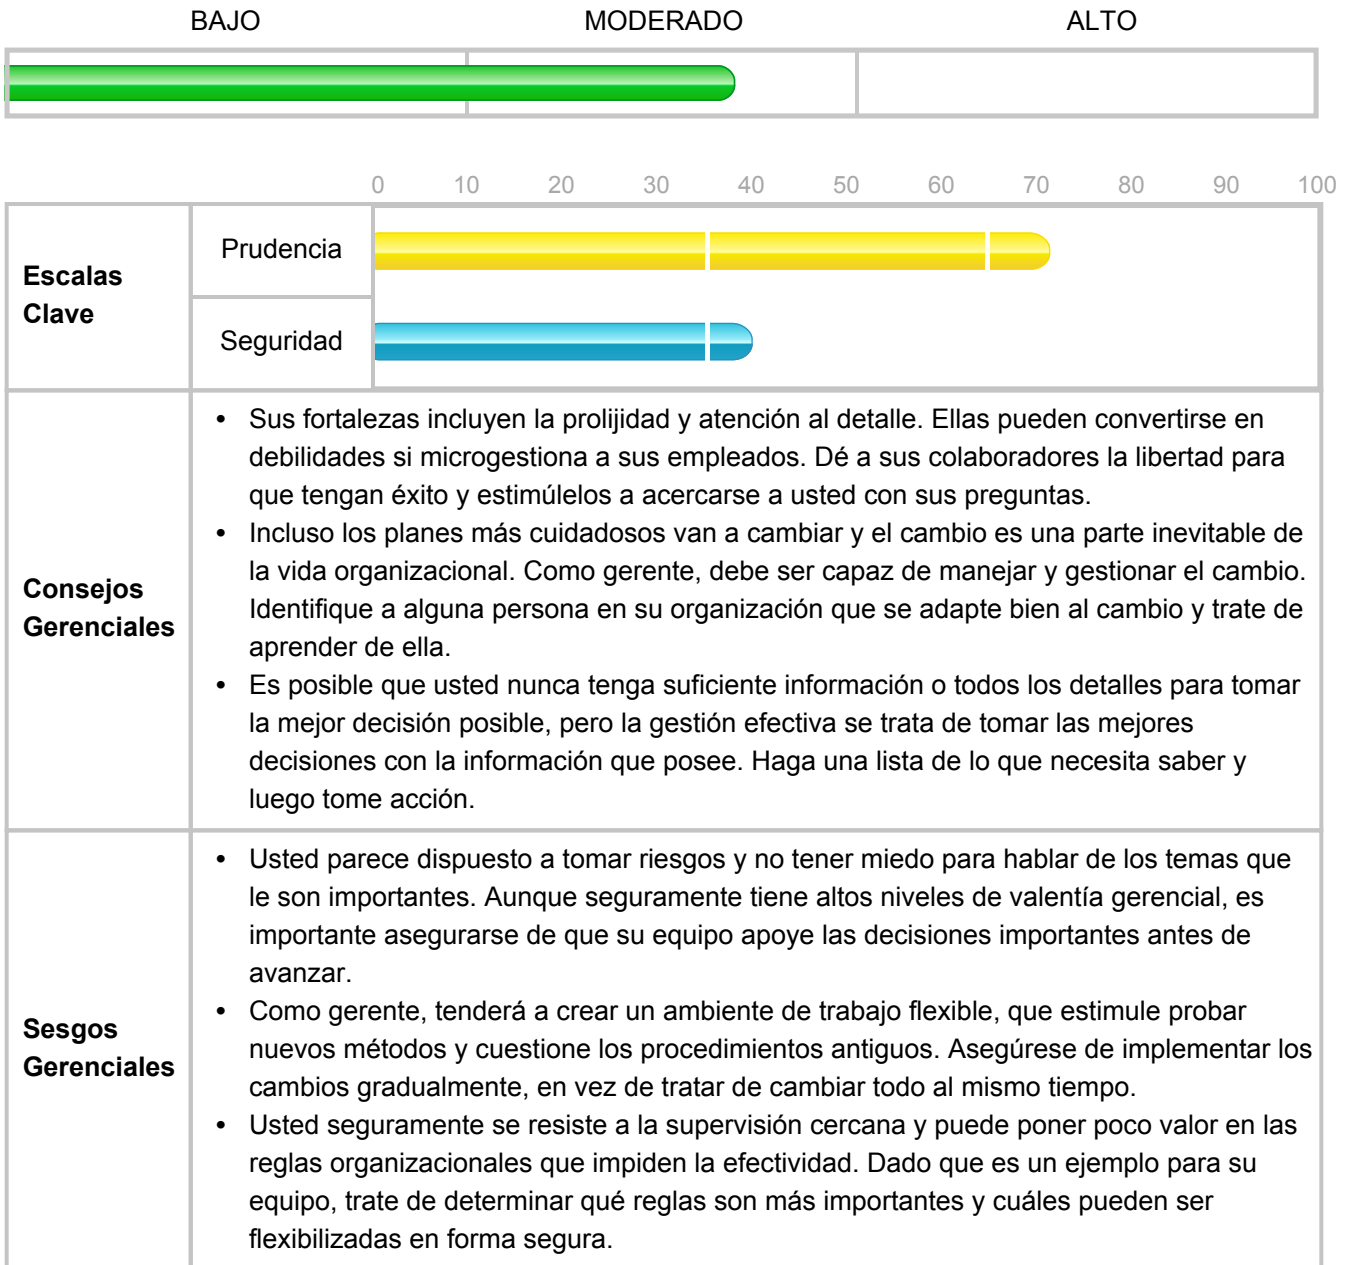 BAJO MODERADO ALTO
0 10 20 30 40 50 60 70 80 90 100
Escalas
Clave
Prudencia
Seguridad
Consejos
Gerenciales
• Sus fortalezas incluyen la prolijidad y atención al detalle. Ellas pueden convertirse en
debilidades si microgestiona a sus empleados. Dé a sus colaboradores la libertad para
que tengan éxito y estimúlelos a acercarse a usted con sus preguntas.
• Incluso los planes más cuidadosos van a cambiar y el cambio es una parte inevitable de
la vida organizacional. Como gerente, debe ser capaz de manejar y gestionar el cambio.
Identifique a alguna persona en su organización que se adapte bien al cambio y trate de
aprender de ella.
• Es posible que usted nunca tenga suficiente información o todos los detalles para tomar
la mejor decisión posible, pero la gestión efectiva se trata de tomar las mejores
decisiones con la información que posee. Haga una lista de lo que necesita saber y
luego tome acción.
Sesgos
Gerenciales
• Usted parece dispuesto a tomar riesgos y no tener miedo para hablar de los temas que
le son importantes. Aunque seguramente tiene altos niveles de valentía gerencial, es
importante asegurarse de que su equipo apoye las decisiones importantes antes de
avanzar.
• Como gerente, tenderá a crear un ambiente de trabajo flexible, que estimule probar
nuevos métodos y cuestione los procedimientos antiguos. Asegúrese de implementar los
cambios gradualmente, en vez de tratar de cambiar todo al mismo tiempo.
• Usted seguramente se resiste a la supervisión cercana y puede poner poco valor en las
reglas organizacionales que impiden la efectividad. Dado que es un ejemplo para su
equipo, trate de determinar qué reglas son más importantes y cuáles pueden ser
flexibilizadas en forma segura.